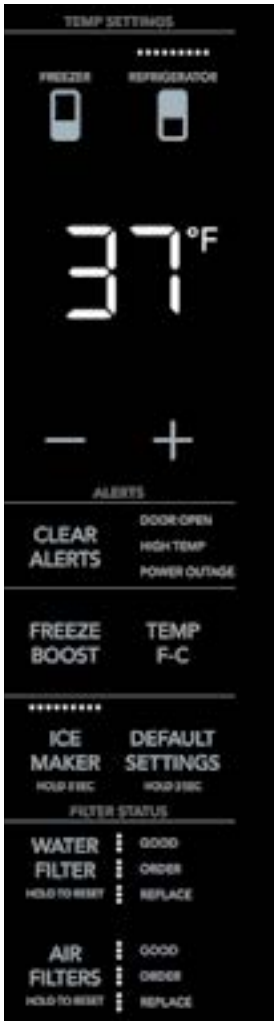 TEMP SETTINGS
FREEZER REFRIGERATOR
37°F
− +
ALERTS
CLEAR ALERTS
DOOR OPEN
HIGH TEMP
POWER OUTAGE
FREEZE BOOST
TEMP F-C
ICE MAKER
HOLD 3 SEC
DEFAULT SETTINGS
HOLD 3 SEC
FILTER STATUS
WATER FILTER
HOLD TO RESET
GOOD
ORDER
REPLACE
AIR FILTERS
HOLD TO RESET
GOOD
ORDER
REPLACE